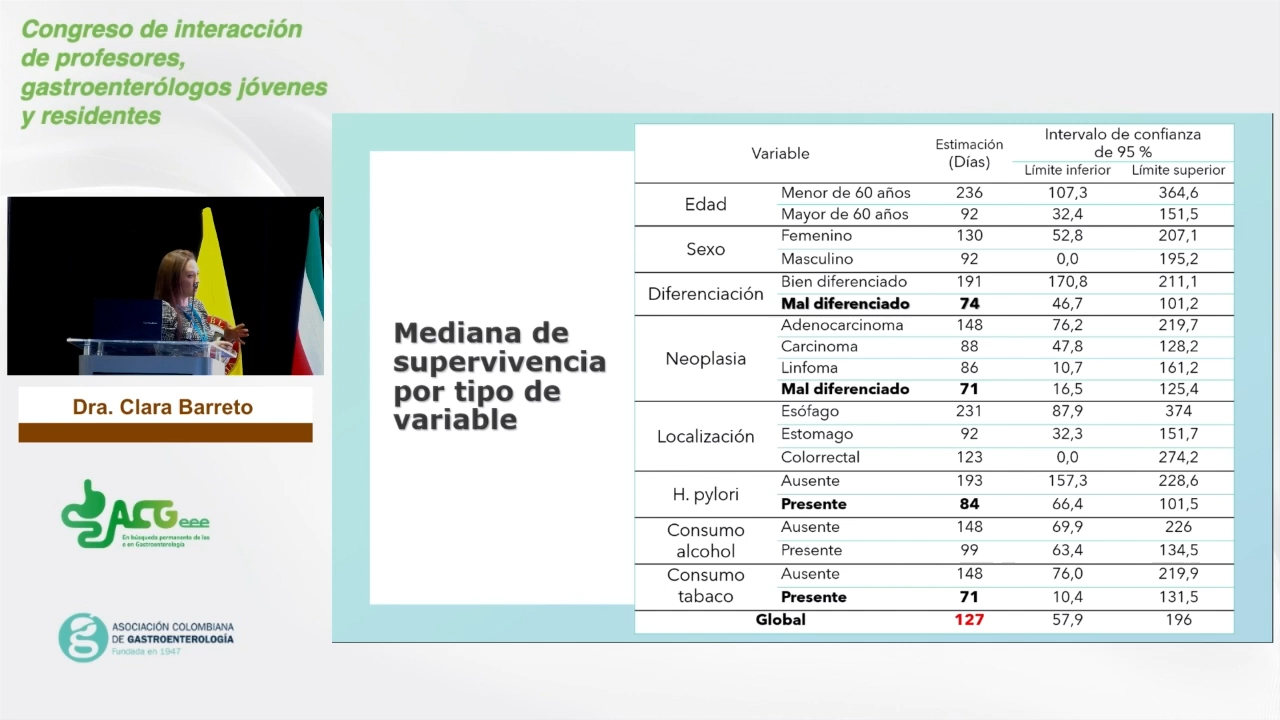 Congreso de interacción
de profesores,
gastroenterólogos jóvenes
y residentes
Dra. Clara Barreto
ACGeee
En búsqueda permanente de las
e en Gastroenterología
ASOCIACIÓN COLOMBIANA
DE GASTROENTEROLOGÍA
Fundada en 1947
Mediana de
supervivencia
por tipo de
variable
Variable Estimación (Días) Intervalo de confianza de 95 %
Límite inferior Límite superior
Edad Menor de 60 años 236 107,3 364,6
Mayor de 60 años 92 32,4 151,5
Sexo Femenino 130 52,8 207,1
Masculino 92 0,0 195,2
Diferenciación Bien diferenciado 191 170,8 211,1
Mal diferenciado 74 46,7 101,2
Neoplasia Adenocarcinoma 148 76,2 219,7
Carcinoma 88 47,8 128,2
Linfoma 86 10,7 161,2
Mal diferenciado 71 16,5 125,4
Localización Esófago 231 87,9 374
Estomago 92 32,3 151,7
Colorrectal 123 0,0 274,2
H. pylori Ausente 193 157,3 228,6
Presente 84 66,4 101,5
Consumo alcohol Ausente 148 69,9 226
Presente 99 63,4 134,5
Consumo tabaco Ausente 148 76,0 219,9
Presente 71 10,4 131,5
Global 127 57,9 196